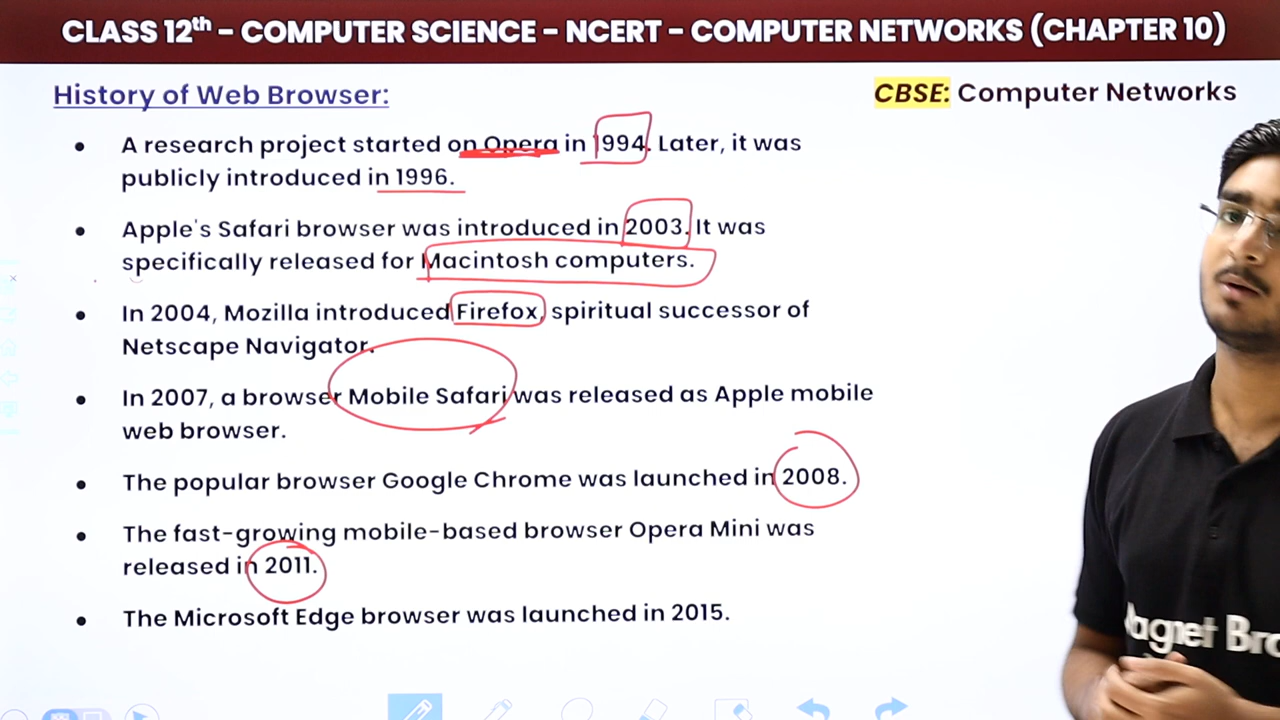 CLASS 12th – COMPUTER SCIENCE – NCERT – COMPUTER NETWORKS (CHAPTER 10)
History of Web Browser:
CBSE: Computer Networks
• A research project started on Opera in 1994. Later, it was
publicly introduced in 1996.
• Apple's Safari browser was introduced in 2003. It was
specifically released for Macintosh computers.
• In 2004, Mozilla introduced Firefox, spiritual successor of
Netscape Navigator.
• In 2007, a browser Mobile Safari was released as Apple mobile
web browser.
• The popular browser Google Chrome was launched in 2008.
• The fast-growing mobile-based browser Opera Mini was
released in 2011.
• The Microsoft Edge browser was launched in 2015.